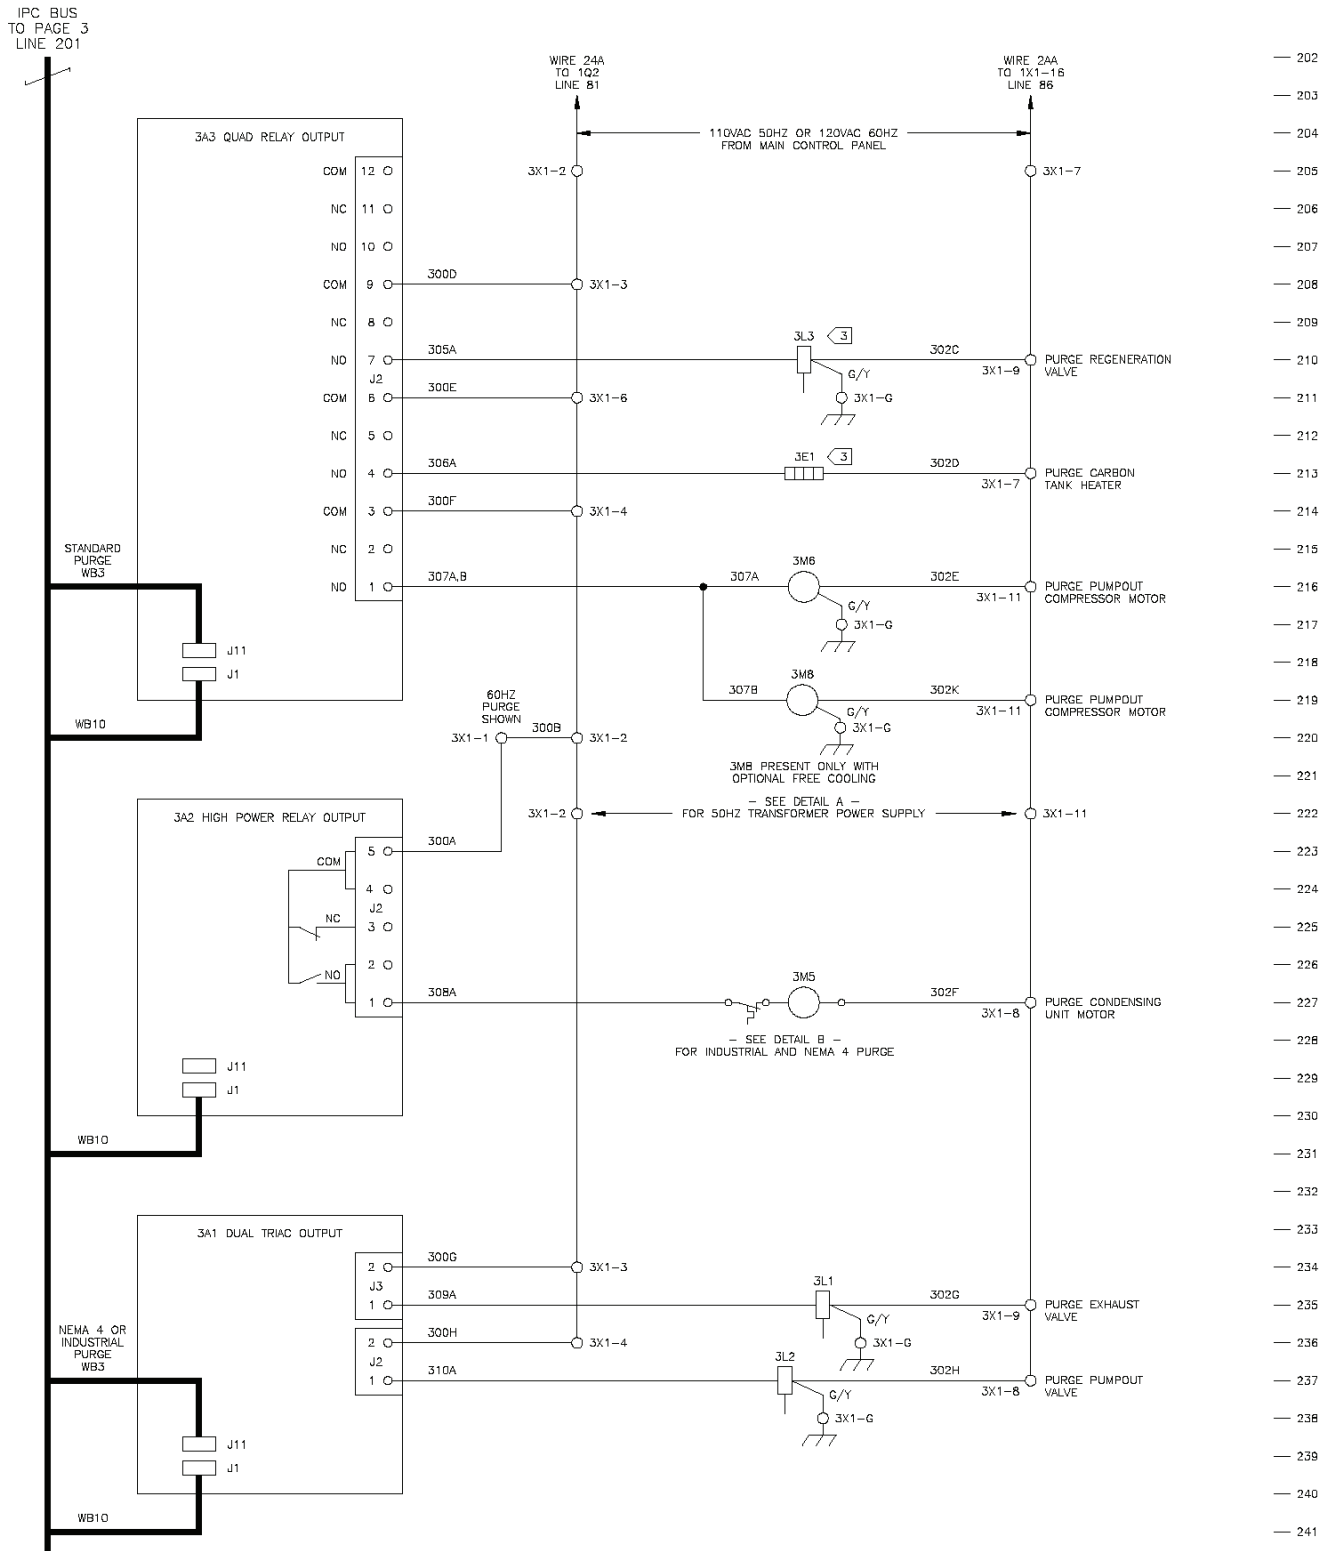 IPC BUS
TO PAGE 3
LINE 201
WIRE 24A
TO 1Q2
LINE 81
WIRE 2AA
TO 1X1-16
LINE 86
202
203
3A3 QUAD RELAY OUTPUT
110VAC 50HZ OR 120VAC 60HZ
FROM MAIN CONTROL PANEL
204
COM 12
3X1-2
3X1-7
205
NC 11
206
NO 10
207
COM 9
300D
3X1-3
208
NC 8
209
3L3
3
NO 7
305A
302C
3X1-9
PURGE REGENERATION
VALVE
210
J2
G/Y
COM 6
300E
3X1-6
3X1-G
211
NC 5
212
3E1
3
NO 4
306A
302D
3X1-7
PURGE CARBON
TANK HEATER
213
COM 3
300F
3X1-4
214
NC 2
215
STANDARD
PURGE
WB3
3M6
NO 1
307A,B
307A
302E
3X1-11
PURGE PUMPOUT
COMPRESSOR MOTOR
216
G/Y
3X1-G
217
J11
218
J1
3M8
307B
302K
3X1-11
PURGE PUMPOUT
COMPRESSOR MOTOR
219
G/Y
3X1-G
WB10
60HZ
PURGE
SHOWN
3X1-1
300B
3X1-2
220
3M8 PRESENT ONLY WITH
OPTIONAL FREE COOLING
221
3A2 HIGH POWER RELAY OUTPUT
3X1-2
- SEE DETAIL A -
FOR 50HZ TRANSFORMER POWER SUPPLY
3X1-11
222
COM
5
300A
223
4
224
J2
NC
3
225
2
226
NO
1
308A
3M5
302F
3X1-8
PURGE CONDENSING
UNIT MOTOR
227
- SEE DETAIL B -
FOR INDUSTRIAL AND NEMA 4 PURGE
228
J11
J1
229
230
WB10
231
232
3A1 DUAL TRIAC OUTPUT
233
2
300G
3X1-3
234
J3
3L1
1
309A
302G
3X1-9
PURGE EXHAUST
VALVE
235
G/Y
3X1-G
NEMA 4 OR
INDUSTRIAL
PURGE
WB3
2
300H
3X1-4
236
J2
3L2
1
310A
302H
3X1-8
PURGE PUMPOUT
VALVE
237
G/Y
3X1-G
238
J11
J1
239
240
WB10
241